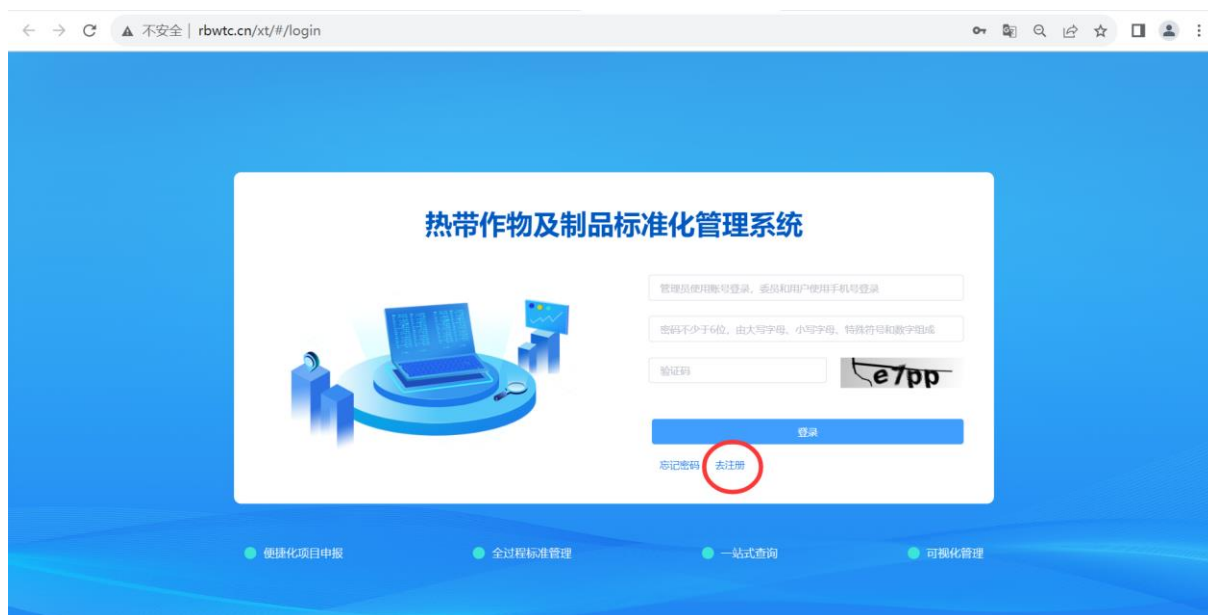 不安全 | rbwtc.cn/xt/#/login
热带作物及制品标准化管理系统
管理员使用账号登录，委员和用户使用手机号登录
密码不少于6位，由大写字母、小写字母、特殊符号和数字组成
验证码
e7pp
登录
忘记密码 去注册
便捷化项目申报 全过程标准管理 一站式查询 可视化管理